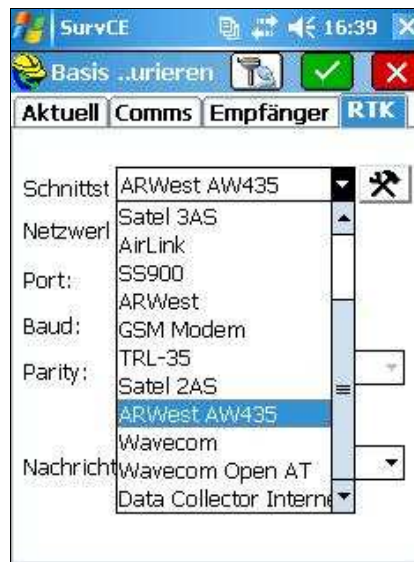 SurvCE 16:39
Basis ..urieren
Aktuell Comms Empfänger RTK
Schnittst ARWest AW435
Netzwerl
Satel 3AS
AirLink
Port:
SS900
ARWest
Baud:
GSM Modem
TRL-35
Parity:
Satel 2AS
ARWest AW435
Wavecom
Nachricht
Wavecom Open AT
Data Collector Interne